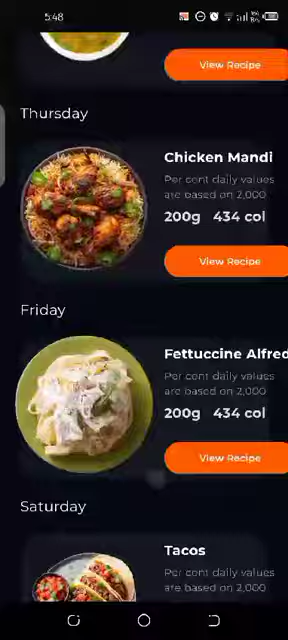 5:48
View Recipe
Thursday
Chicken Mandi
Per cent daily values
are based on 2,000
200g 434 col
View Recipe
Friday
Fettuccine Alfred
Per cent daily values
are based on 2,000
200g 434 col
View Recipe
Saturday
Tacos
Per cent daily values
are based on 2,000